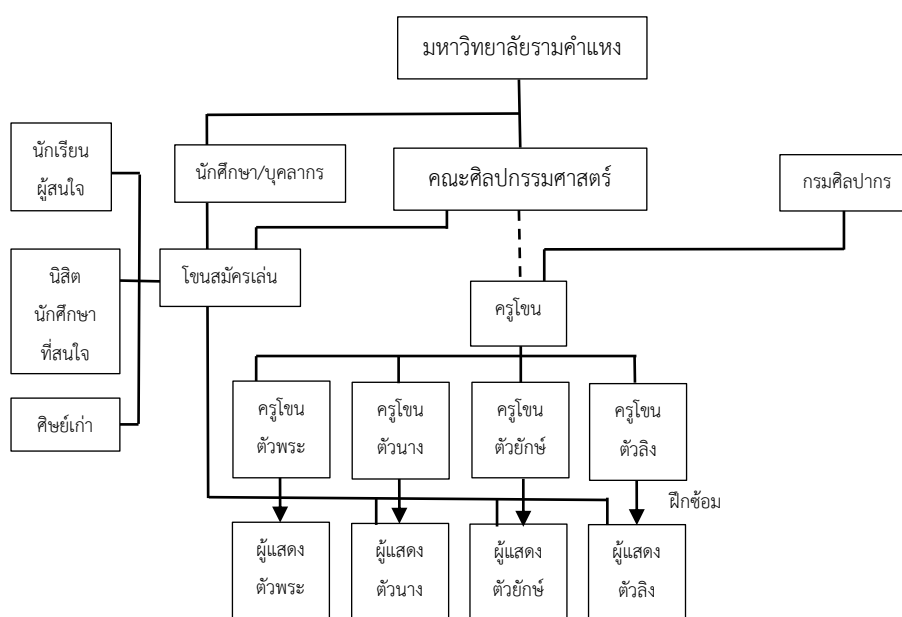 มหาวิทยาลัยรามคำแหง
นักเรียน
ผู้สนใจ
นักศึกษา/บุคลากร
คณะศิลปกรรมศาสตร์
กรมศิลปากร
นิสิต
นักศึกษา
ที่สนใจ
โขนสมัครเล่น
ครูโขน
ศิษย์เก่า
ครูโขน
ตัวพระ
ครูโขน
ตัวนาง
ครูโขน
ตัวยักษ์
ครูโขน
ตัวลิง
ฝึกซ้อม
ผู้แสดง
ตัวพระ
ผู้แสดง
ตัวนาง
ผู้แสดง
ตัวยักษ์
ผู้แสดง
ตัวลิง